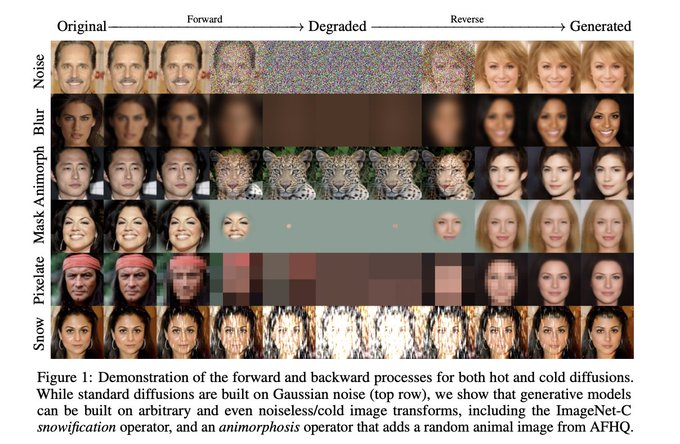 Original Forward Degraded Reverse Generated
Noise
Blur
Animorph
Mask
Pixelate
Snow
Figure 1: Demonstration of the forward and backward processes for both hot and cold diffusions.
While standard diffusions are built on Gaussian noise (top row), we show that generative models
can be built on arbitrary and even noiseless/cold image transforms, including the ImageNet-C
snowification operator, and an animorphosis operator that adds a random animal image from AFHQ.